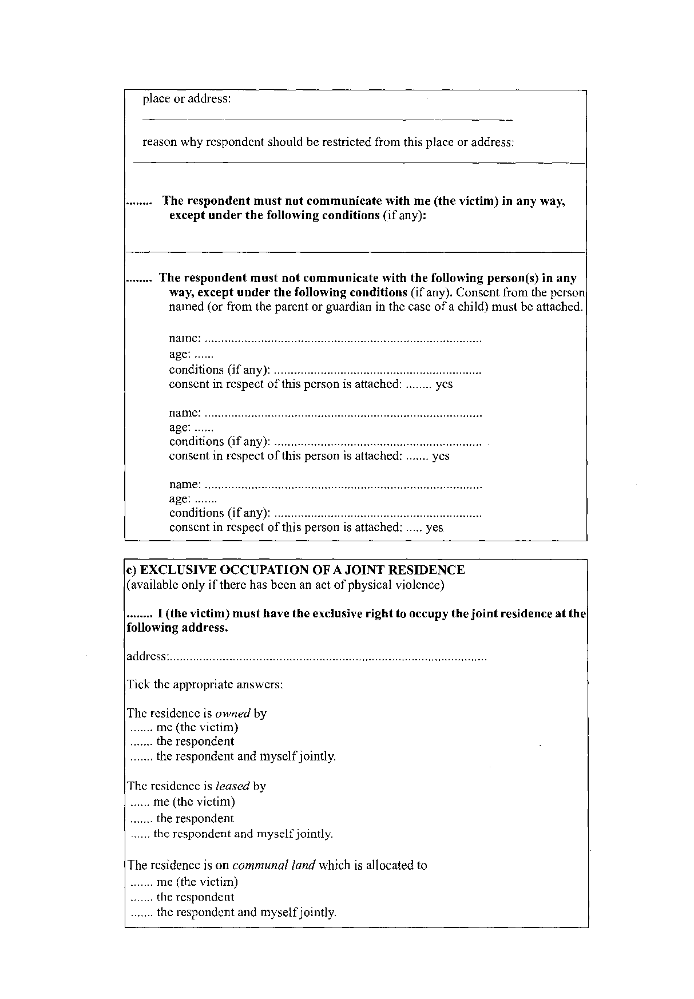 place or address:
reason why respondent should be restricted from this place or address:
........ The respondent must not communicate with me (the victim) in any way,
except under the following conditions (if any):
........ The respondent must not communicate with the following person(s) in any
way, except under the following conditions (if any). Consent from the person
named (or from the parent or guardian in the case of a child) must be attached.
name: ....................................................................................
age: ......
conditions (if any): ...............................................................
consent in respect of this person is attached: ........ yes
name: ....................................................................................
age: ......
conditions (if any): ...............................................................
consent in respect of this person is attached: ....... yes
name: ....................................................................................
age: .......
conditions (if any): ...............................................................
consent in respect of this person is attached: ..... yes
c) EXCLUSIVE OCCUPATION OF A JOINT RESIDENCE
(available only if there has been an act of physical violence)
........ I (the victim) must have the exclusive right to occupy the joint residence at the
following address.
address:................................................................................................
Tick the appropriate answers:
The residence is owned by
....... me (the victim)
....... the respondent
....... the respondent and myself jointly.
The residence is leased by
...... me (the victim)
....... the respondent
...... the respondent and myself jointly.
The residence is on communal land which is allocated to
....... me (the victim)
....... the respondent
....... the respondent and myself jointly.